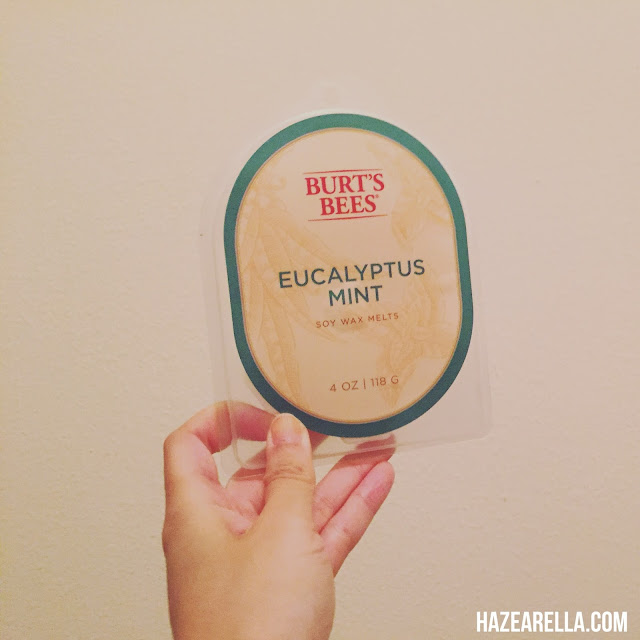 BURT'S
BEES®
EUCALYPTUS
MINT
SOY WAX MELTS
4 OZ | 118 G
HAZEARELLA.COM